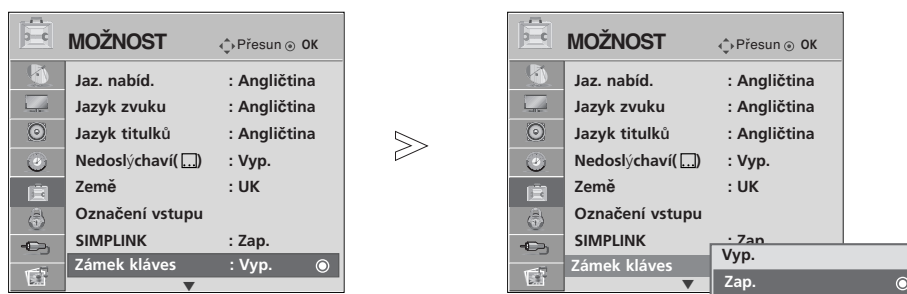 MOŽNOST Přesun OK
Jaz. nabíd. : Angličtina
Jazyk zvuku : Angličtina
Jazyk titulků : Angličtina
Nedoslýchaví( ) : Vyp.
Země : UK
Označení vstupu
SIMPLINK : Zap.
Zámek kláves : Vyp.
MOŽNOST Přesun OK
Jaz. nabíd. : Angličtina
Jazyk zvuku : Angličtina
Jazyk titulků : Angličtina
Nedoslýchaví( ) : Vyp.
Země : UK
Označení vstupu
SIMPLINK : Zap.
Zámek kláves
Vyp.
Zap.